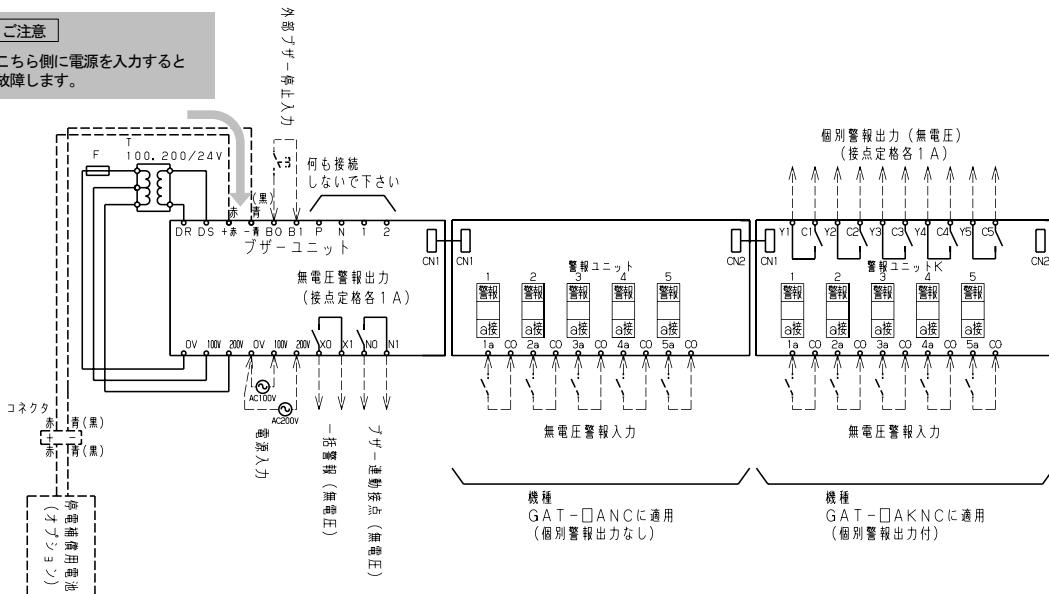 ご注意
こちら側に電源を入力すると
故障します。
外部ブザー停止入力
F
T
100, 200/24V
何も接続
しないで下さい
(黒)
赤 青
DR DS +赤 -青 B0 B1 P N 1 2
ブザーユニット
無電圧警報出力
(接点定格各1A)
0V 100V 200V 0V 100V 200V X0 X1 N0 N1
AC100V
AC200V
電源入力
一括警報(無電圧)
ブザー連動接点(無電圧)
コネクタ
赤 青(黒)
+ -
赤 青(黒)
停電補償用電池
(オプション)
CN1 CN1
警報ユニット
1 2 3 4 5
警報 警報 警報 警報 警報
a接 a接 a接 a接 a接
1a C0 2a C0 3a C0 4a C0 5a C0
無電圧警報入力
機種
GAT-□ANCに適用
(個別警報出力なし)
CN2 CN1
個別警報出力(無電圧)
(接点定格各1A)
Y1 C1 Y2 C2 Y3 C3 Y4 C4 Y5 C5
警報ユニットK
1 2 3 4 5
警報 警報 警報 警報 警報
a接 a接 a接 a接 a接
1a C0 2a C0 3a C0 4a C0 5a C0
CN2
無電圧警報入力
機種
GAT-□AKNCに適用
(個別警報出力付)